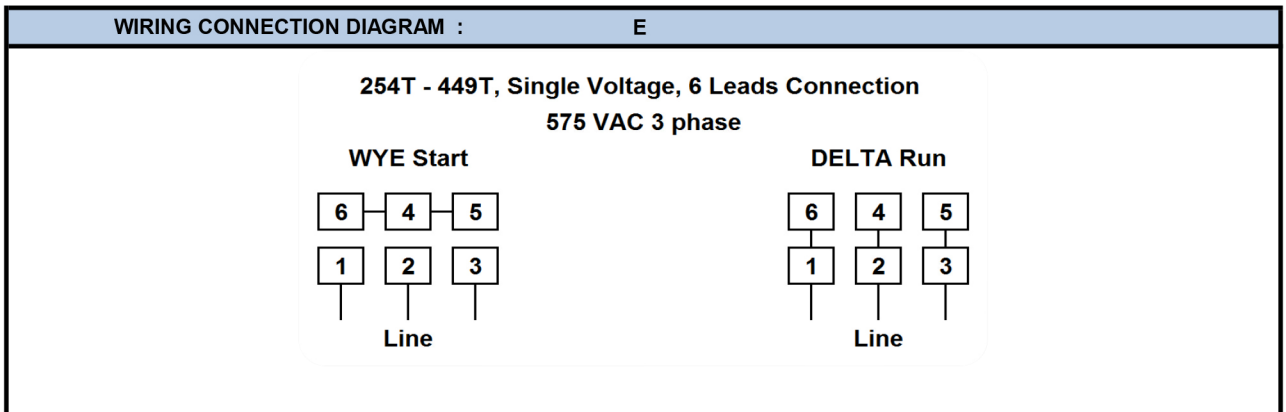 WIRING CONNECTION DIAGRAM : E
254T - 449T, Single Voltage, 6 Leads Connection
575 VAC 3 phase
WYE Start DELTA Run
6 4 5 6 4 5
1 2 3 1 2 3
Line Line